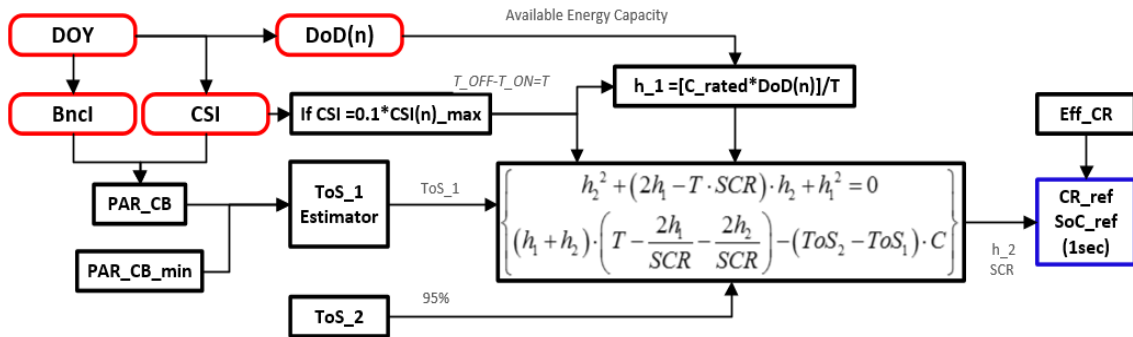 Available Energy Capacity
DOY
DoD(n)
T_OFF-T_ON=T
h_1 =[C_rated*DoD(n)]/T
Bncl
CSI
If CSI =0.1*CSI(n)_max
Eff_CR
PAR_CB
ToS_1
Estimator
ToS_1
h₂² + (2h₁ − T · SCR) · h₂ + h₁² = 0
(h₁ + h₂) · (T − 2h₁/SCR − 2h₂/SCR) − (ToS₂ − ToS₁) · C
CR_ref
SoC_ref
(1sec)
h_2
SCR
PAR_CB_min
95%
ToS_2